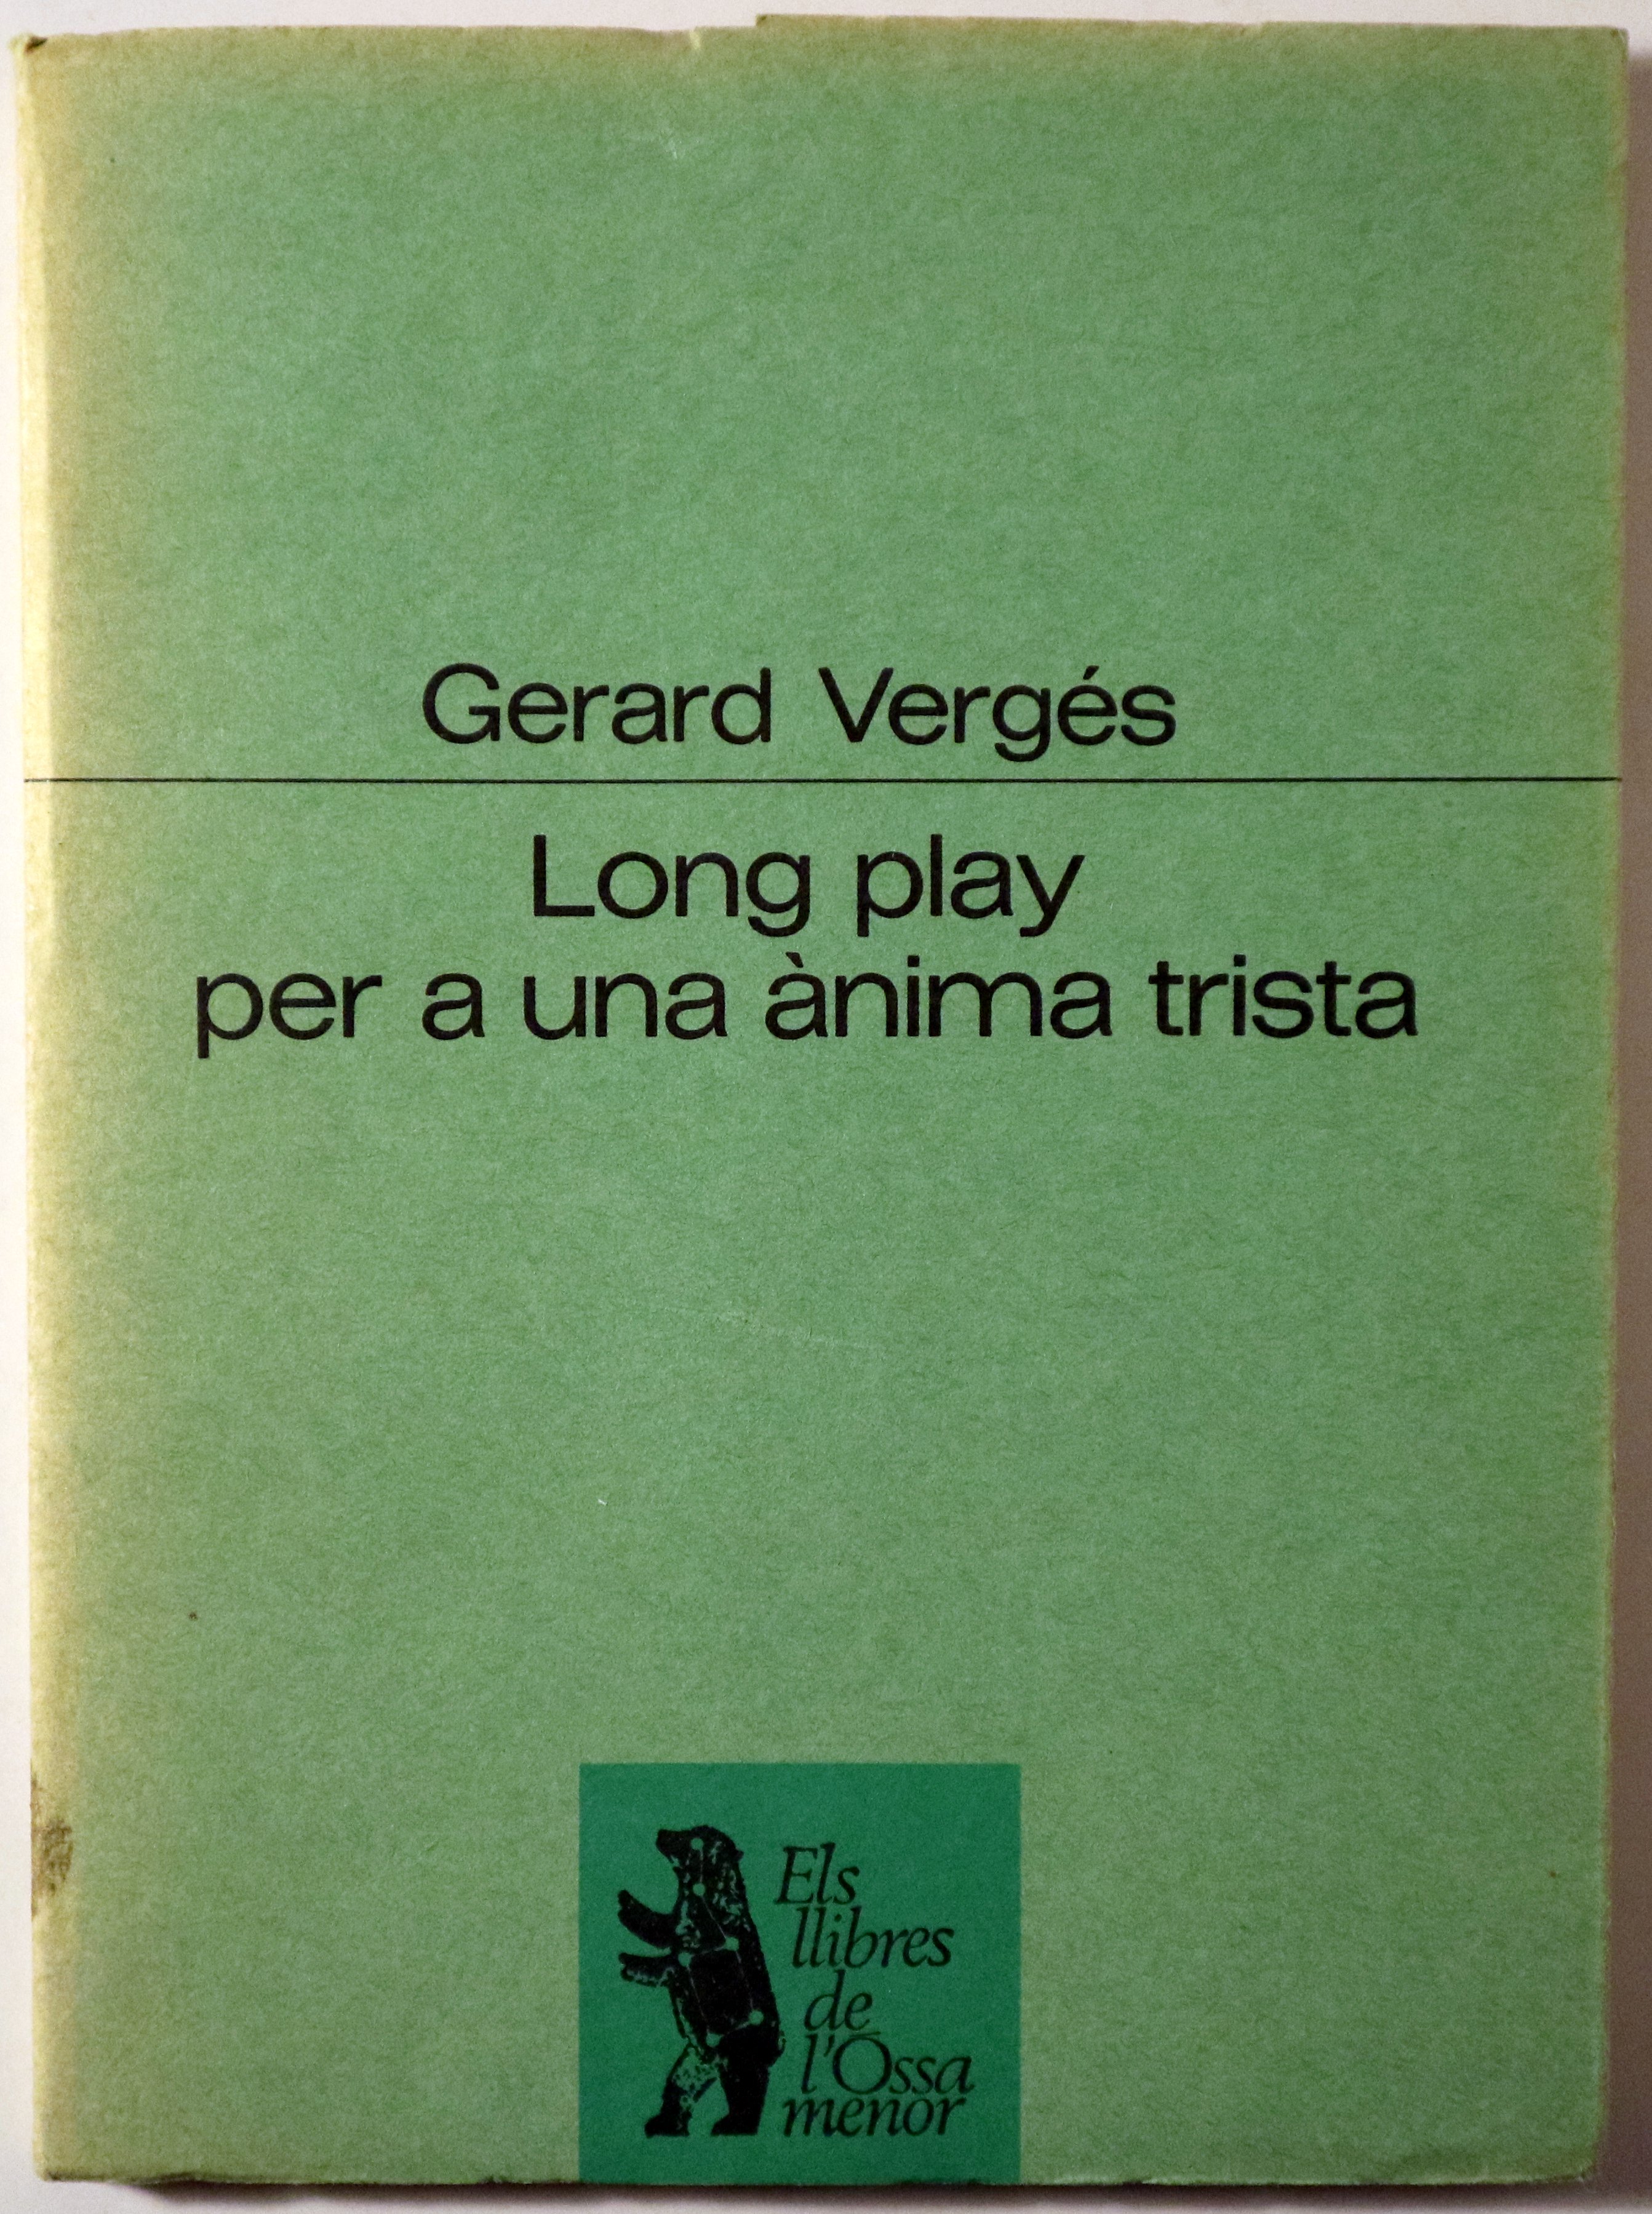 Gerard Vergés
Long play
per a una ànima trista
Els
llibres
de
l'Ossa
menor